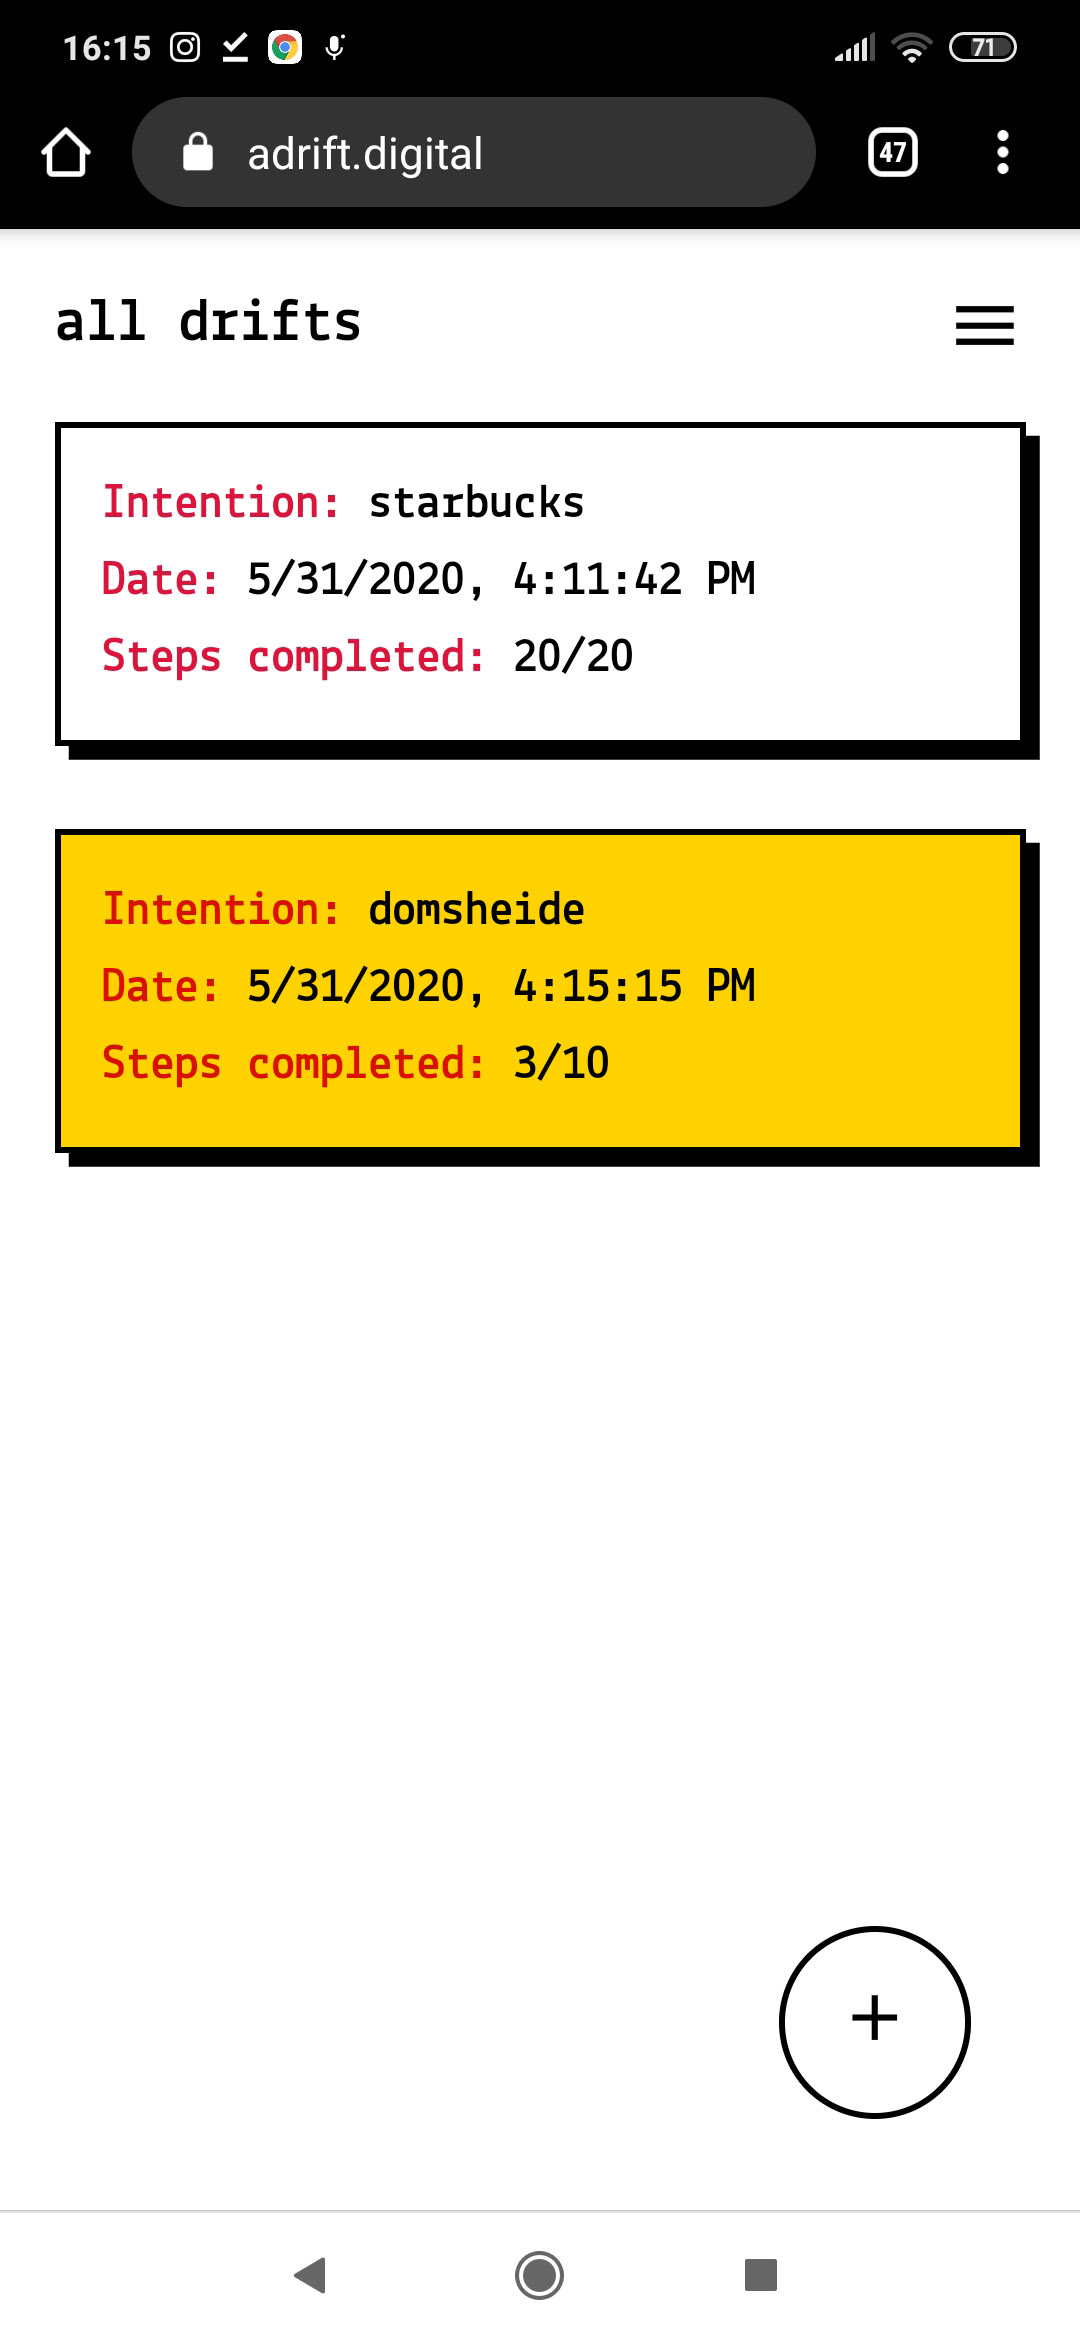 16:15
71
adrift.digital
47
all drifts
Intention: starbucks
Date: 5/31/2020, 4:11:42 PM
Steps completed: 20/20
Intention: domsheide
Date: 5/31/2020, 4:15:15 PM
Steps completed: 3/10
+